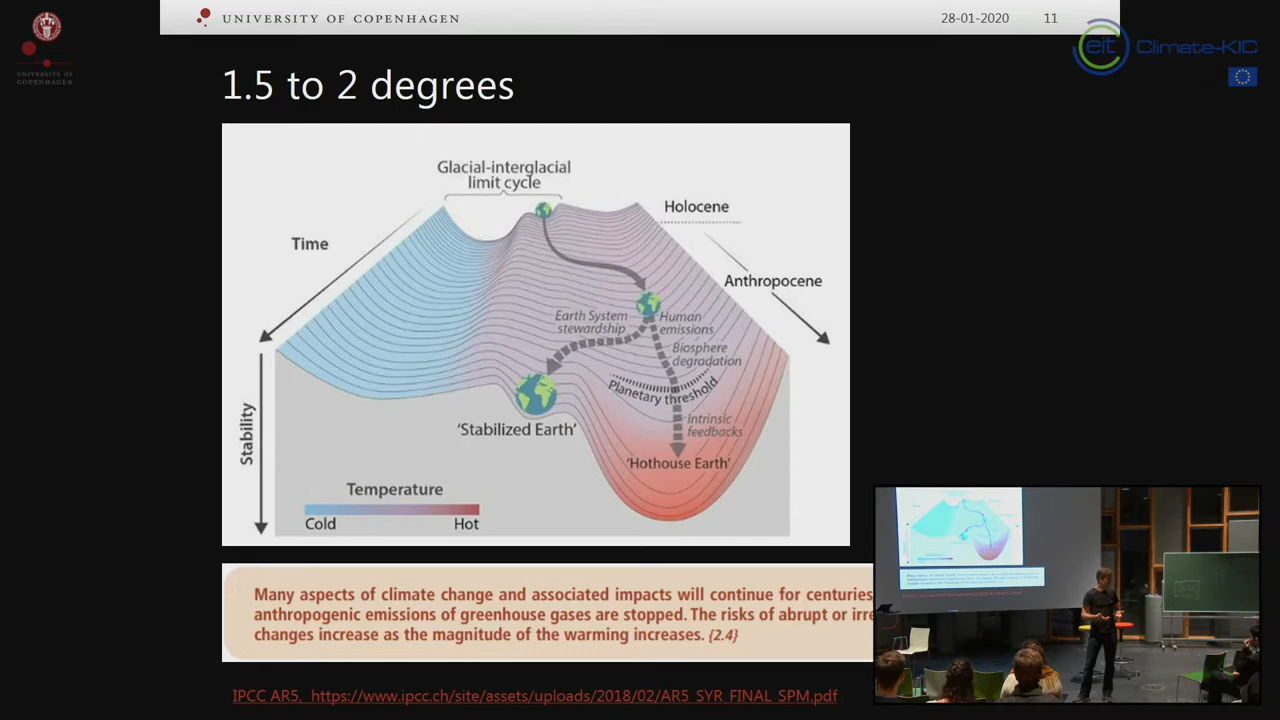 UNIVERSITY OF COPENHAGEN
28-01-2020
11
UNIVERSITY OF
COPENHAGEN
eit Climate-KIC
1.5 to 2 degrees
Glacial-interglacial
limit cycle
Holocene
Time
Anthropocene
Earth System
stewardship
Human
emissions
Biosphere
degradation
Planetary threshold
Stability
'Stabilized Earth'
Intrinsic
feedbacks
'Hothouse Earth'
Temperature
Cold
Hot
Many aspects of climate change and associated impacts will continue for centuries,
anthropogenic emissions of greenhouse gases are stopped. The risks of abrupt or irre
changes increase as the magnitude of the warming increases. {2.4}
IPCC AR5, https://www.ipcc.ch/site/assets/uploads/2018/02/AR5_SYR_FINAL_SPM.pdf